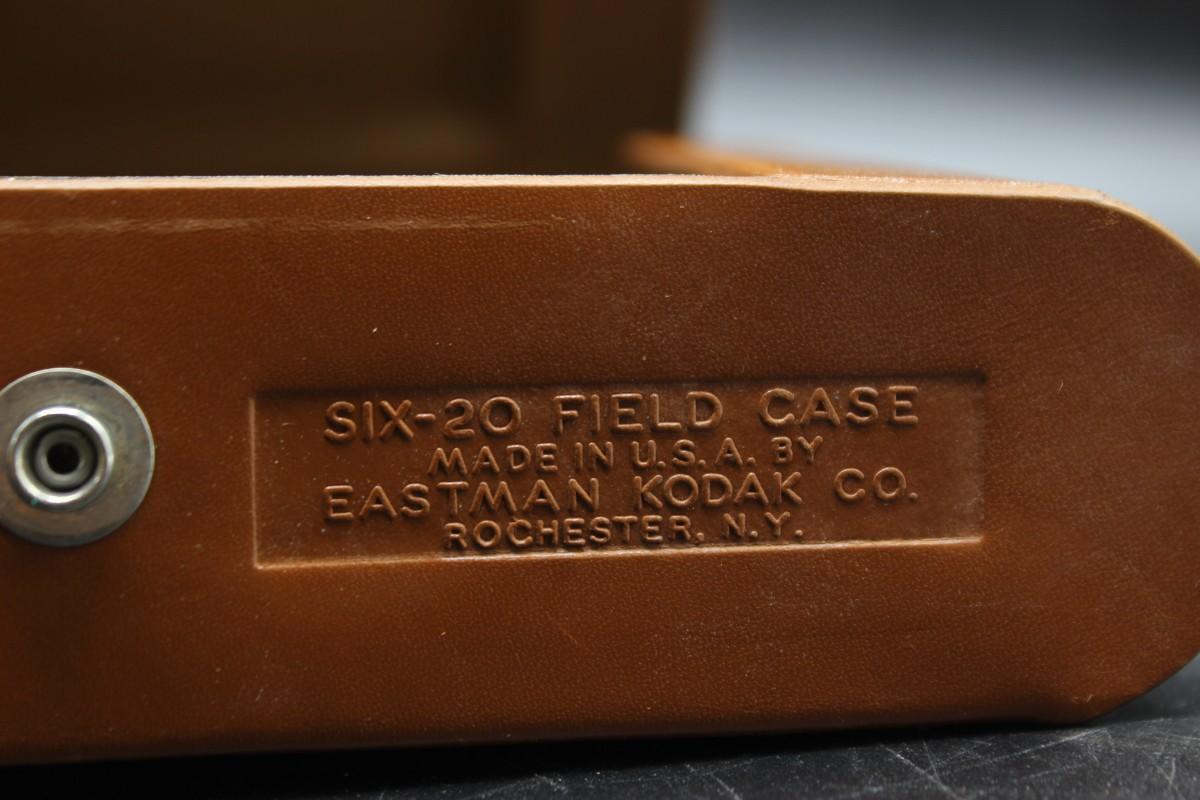 SIX-20 FIELD CASE
MADE IN U.S.A. BY
EASTMAN KODAK CO.
ROCHESTER, N.Y.